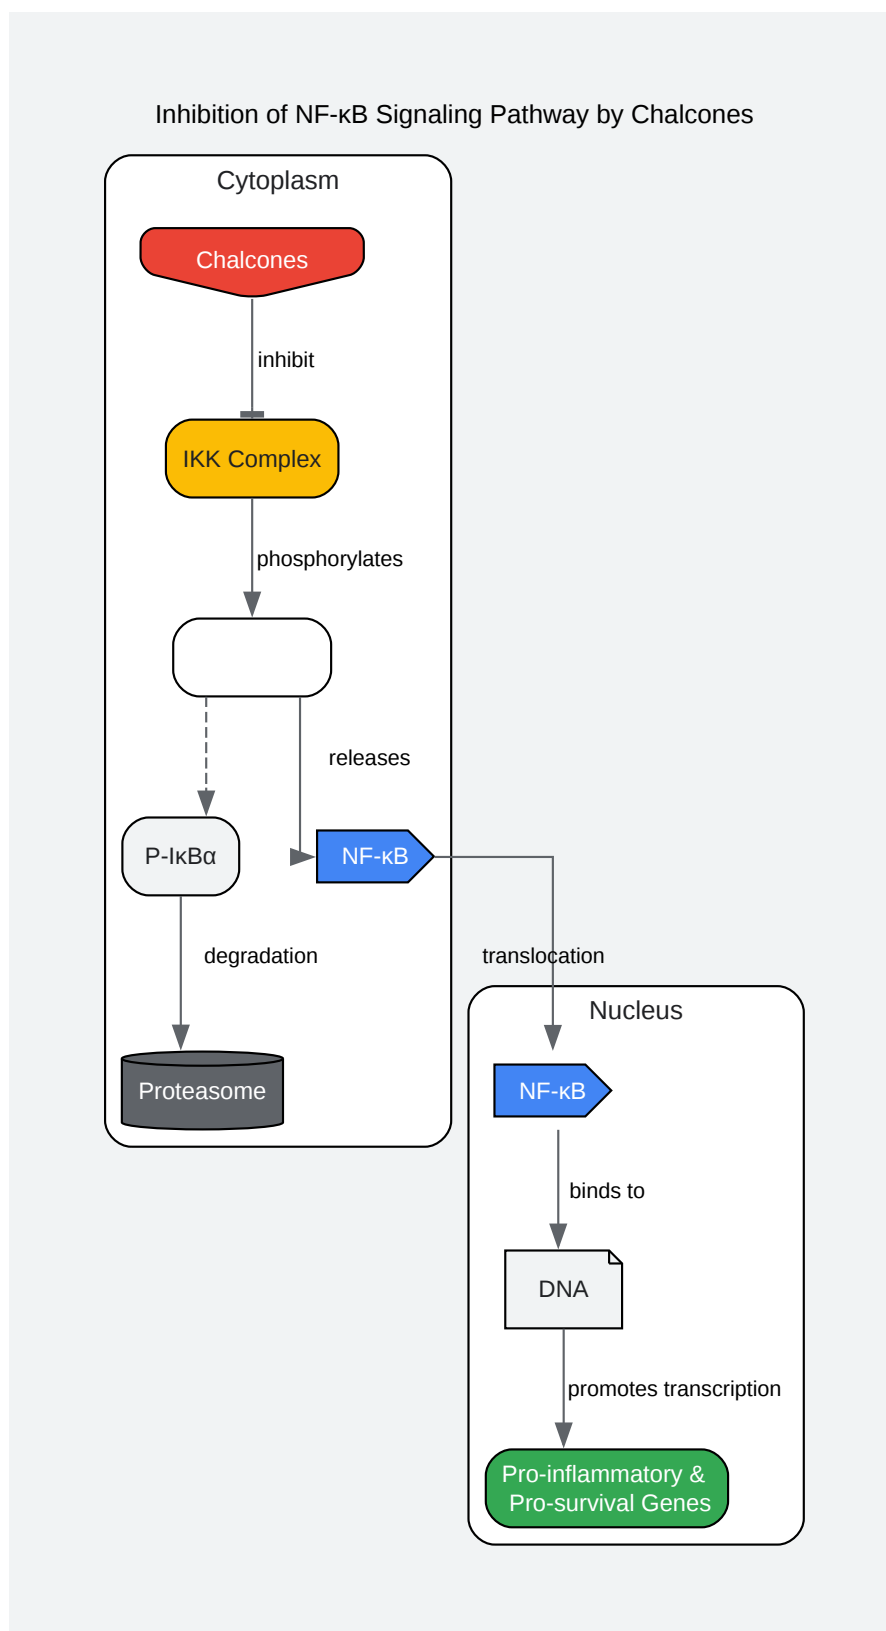 Inhibition of NF-κB Signaling Pathway by Chalcones
Cytoplasm
Chalcones
inhibit
IKK Complex
phosphorylates
releases
P-IκBα
NF-κB
degradation
translocation
Proteasome
Nucleus
NF-κB
binds to
DNA
promotes transcription
Pro-inflammatory &
Pro-survival Genes